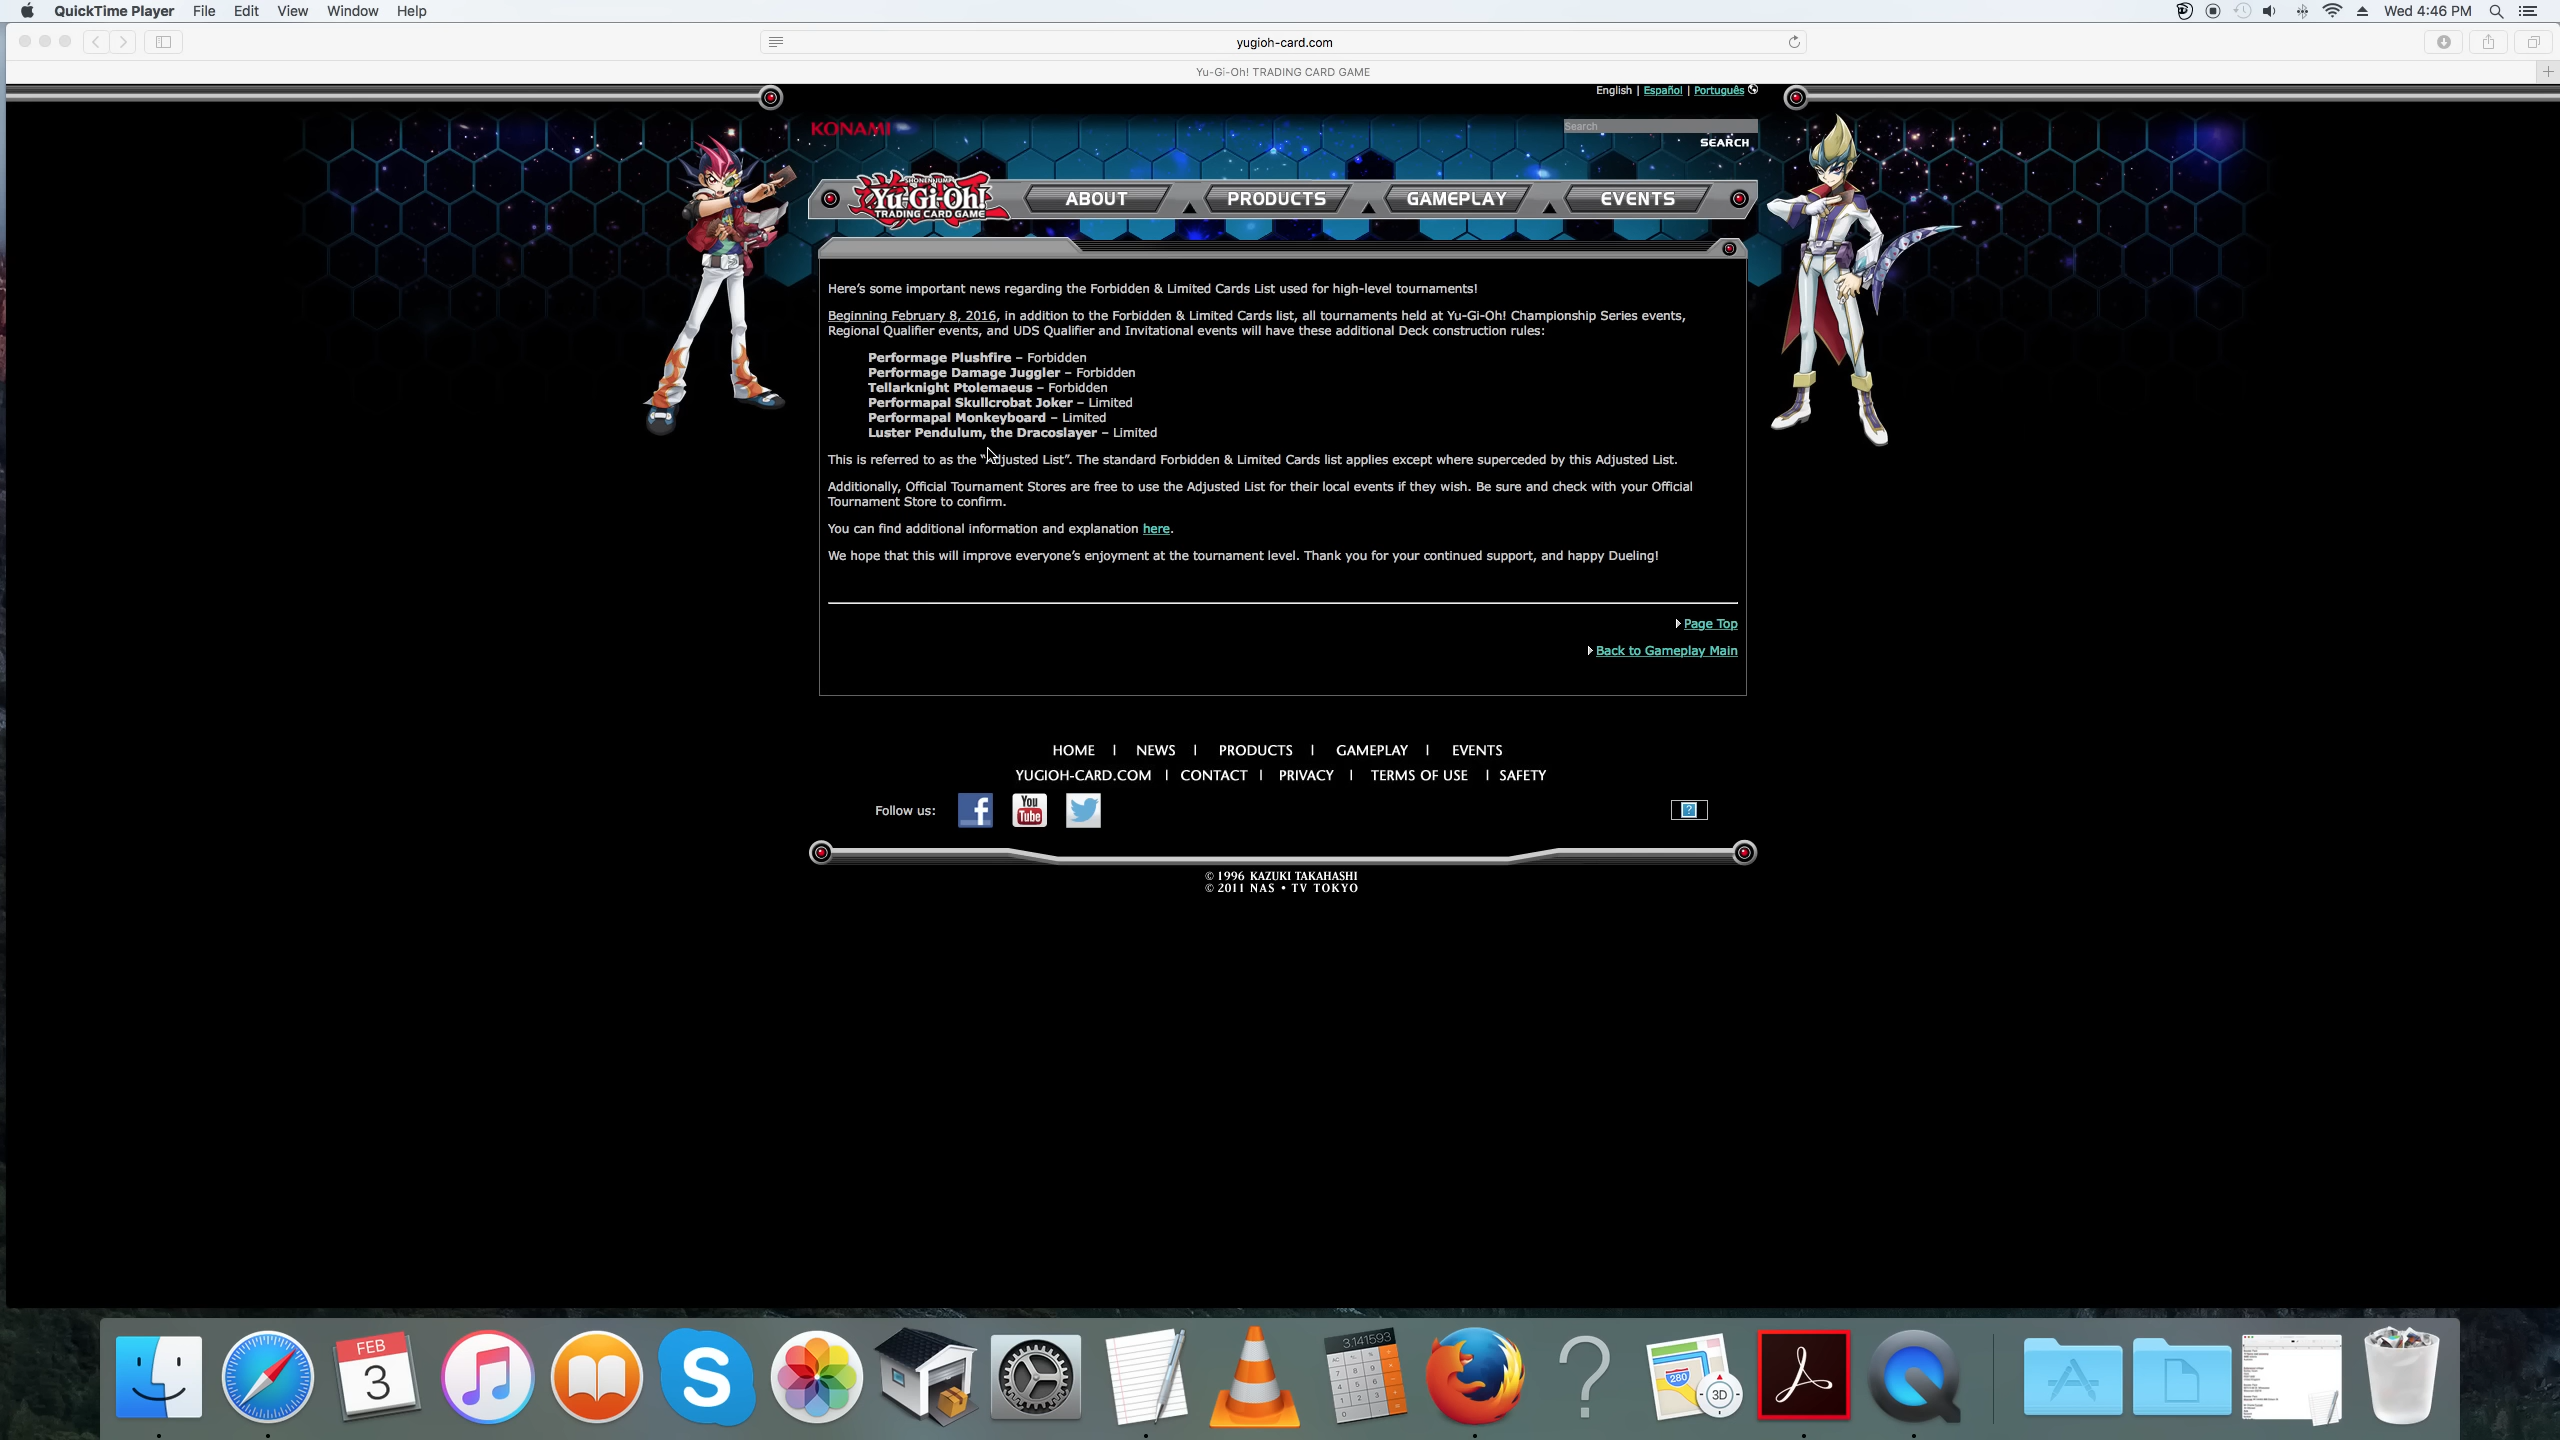 QuickTime Player File Edit View Window Help Wed 4:46 PM
yugioh-card.com
Yu-Gi-Oh! TRADING CARD GAME
English | Español | Português
KONAMI
Search
SEARCH
Yu-Gi-Oh!
TRADING CARD GAME
ABOUT PRODUCTS GAMEPLAY EVENTS
Here’s some important news regarding the Forbidden & Limited Cards List used for high-level tournaments!
Beginning February 8, 2016, in addition to the Forbidden & Limited Cards list, all tournaments held at Yu-Gi-Oh! Championship Series events,
Regional Qualifier events, and UDS Qualifier and Invitational events will have these additional Deck construction rules:
Performage Plushfire – Forbidden
Performage Damage Juggler – Forbidden
Tellarknight Ptolemaeus – Forbidden
Performapal Skullcrobat Joker – Limited
Performapal Monkeyboard – Limited
Luster Pendulum, the Dracoslayer – Limited
This is referred to as the “Adjusted List”. The standard Forbidden & Limited Cards list applies except where superceded by this Adjusted List.
Additionally, Official Tournament Stores are free to use the Adjusted List for their local events if they wish. Be sure and check with your Official
Tournament Store to confirm.
You can find additional information and explanation here.
We hope that this will improve everyone’s enjoyment at the tournament level. Thank you for your continued support, and happy Dueling!
Page Top
Back to Gameplay Main
HOME | NEWS | PRODUCTS | GAMEPLAY | EVENTS
YUGIOH-CARD.COM | CONTACT | PRIVACY | TERMS OF USE | SAFETY
Follow us: f You Tube ?
© 1996 KAZUKI TAKAHASHI
© 2011 NAS • TV TOKYO
FEB
3
S
3.141593
?
280
3D